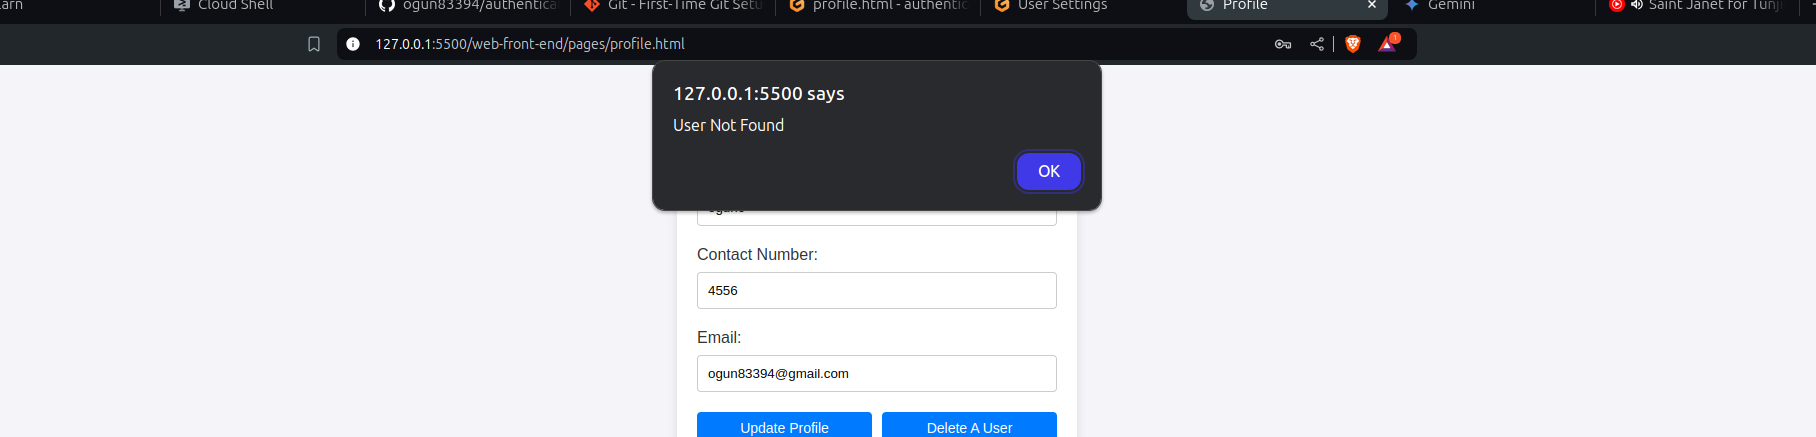 arn
Cloud Shell
ogun83394/authentica
Git - First-Time Git Setu
profile.html - authentic
User Settings
Profile
Gemini
Saint Janet for Tunji
127.0.0.1:5500/web-front-end/pages/profile.html
1
127.0.0.1:5500 says
User Not Found
OK
Contact Number:
4556
Email:
ogun83394@gmail.com
Update Profile
Delete A User